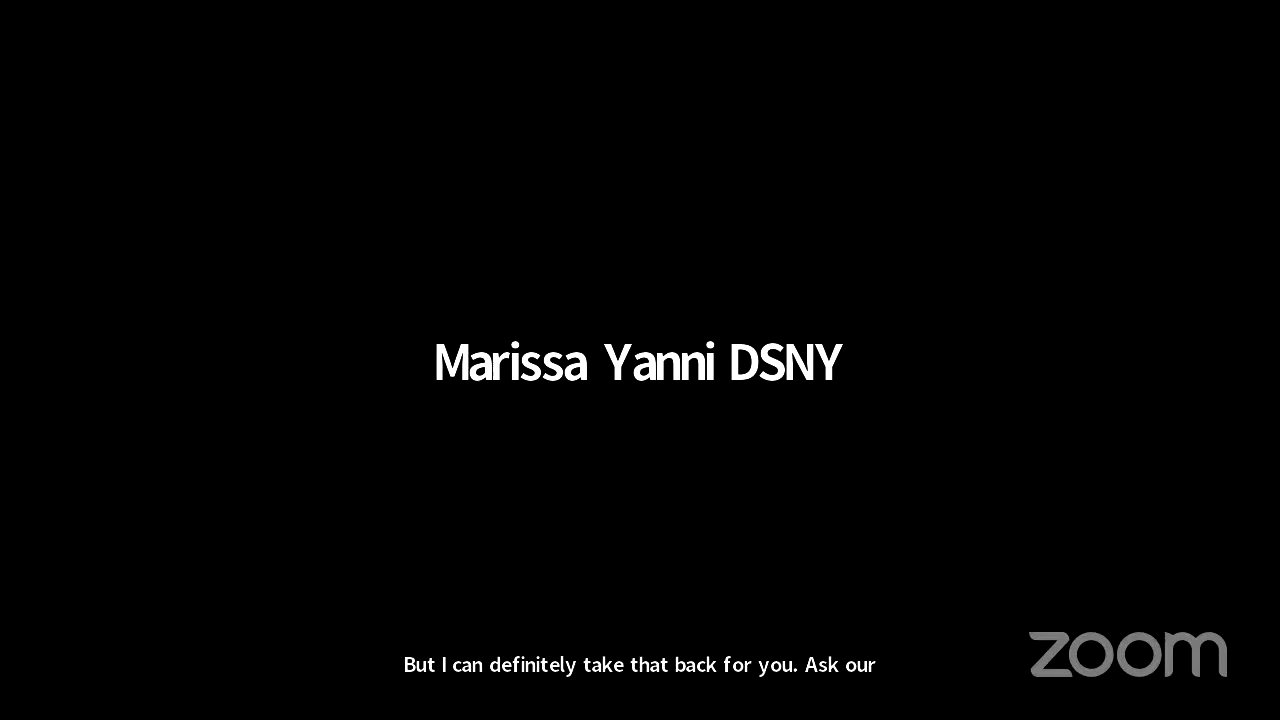 Marissa Yanni DSNY
But I can definitely take that back for you. Ask our
zoom